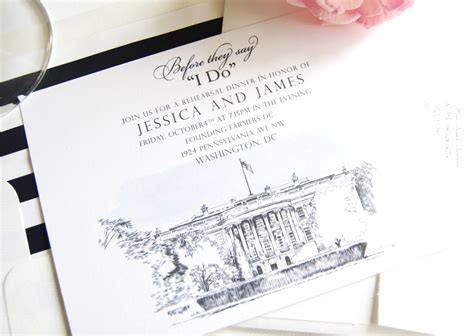 Before they say
"I Do"
JOIN US FOR A REHEARSAL DINNER IN HONOR OF
JESSICA AND JAMES
FRIDAY, OCTOBER 4TH AT 7:15PM IN THE EVENING
FOUNDING FARMERS DC
1924 PENNSYLVANIA AVE NW
WASHINGTON, DC